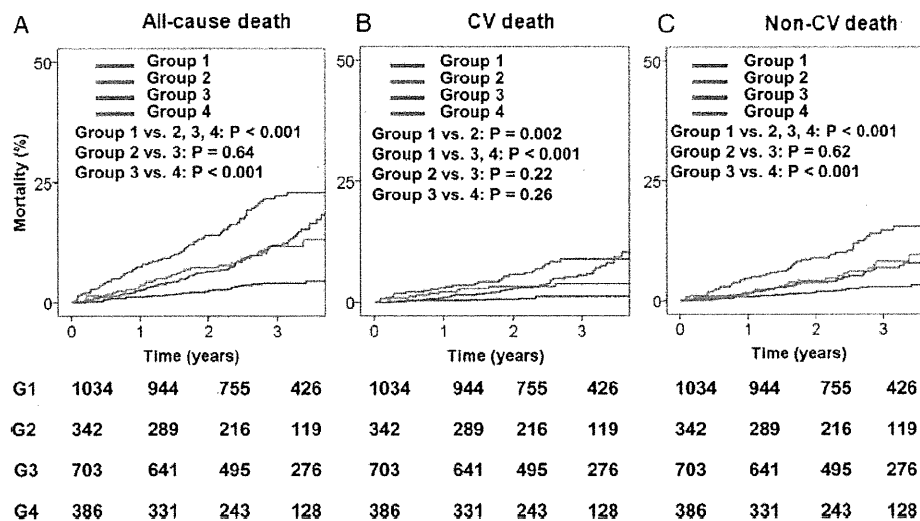 A All-cause death
50
Group 1
Group 2
Group 3
Group 4
Group 1 vs. 2, 3, 4: P < 0.001
Group 2 vs. 3: P = 0.64
Group 3 vs. 4: P < 0.001
Mortality (%)
25
0
0 1 2 3
Time (years)
B CV death
50
Group 1
Group 2
Group 3
Group 4
Group 1 vs. 2: P = 0.002
Group 1 vs. 3, 4: P < 0.001
Group 2 vs. 3: P = 0.22
Group 3 vs. 4: P = 0.26
25
0
0 1 2 3
Time (years)
C Non-CV death
50
Group 1
Group 2
Group 3
Group 4
Group 1 vs. 2, 3, 4: P < 0.001
Group 2 vs. 3: P = 0.62
Group 3 vs. 4: P < 0.001
25
0
0 1 2 3
Time (years)
G1 1034 944 755 426 1034 944 755 426 1034 944 755 426
G2 342 289 216 119 342 289 216 119 342 289 216 119
G3 703 641 495 276 703 641 495 276 703 641 495 276
G4 386 331 243 128 386 331 243 128 386 331 243 128